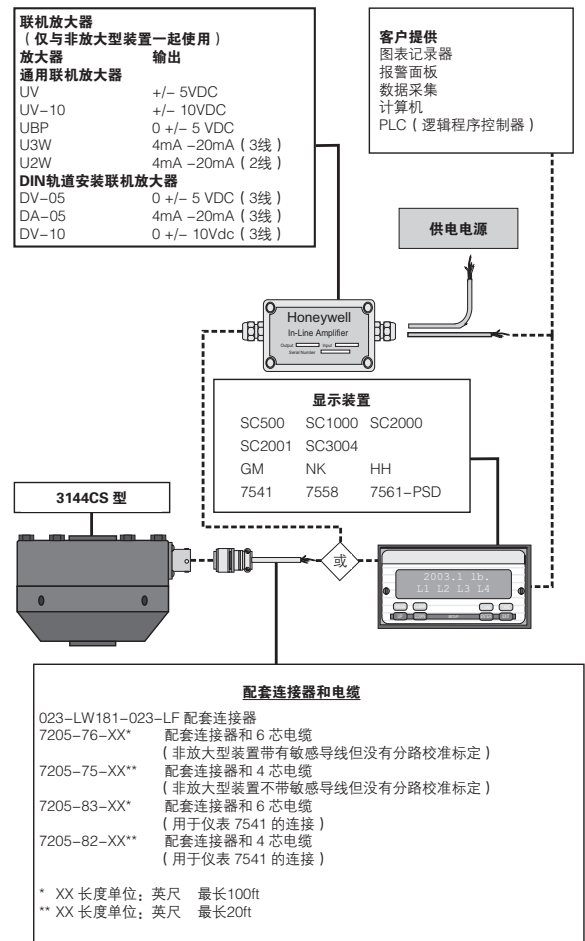 联机放大器
（仅与非放大型装置一起使用）
放大器 输出
通用联机放大器
UV +/– 5VDC
UV–10 +/– 10VDC
UBP 0 +/– 5 VDC
U3W 4mA –20mA（3线）
U2W 4mA –20mA（2线）
DIN轨道安装联机放大器
DV–05 0 +/– 5 VDC（3线）
DA–05 4mA –20mA（3线）
DV–10 0 +/– 10Vdc（3线）
客户提供
图表记录器
报警面板
数据采集
计算机
PLC（逻辑程序控制器）
供电电源
Honeywell
In-Line Amplifier
Output Input
Serial Number
显示装置
SC500 SC1000 SC2000
SC2001 SC3004
GM NK HH
7541 7558 7561–PSD
3144CS 型
或
2003.1 lb.
L1 L2 L3 L4
SETUP
配套连接器和电缆
023–LW181–023–LF 配套连接器
7205–76–XX* 配套连接器和 6 芯电缆
（非放大型装置带有敏感导线但没有分路校准标定）
7205–75–XX** 配套连接器和 4 芯电缆
（非放大型装置不带敏感导线但没有分路校准标定）
7205–83–XX* 配套连接器和 6 芯电缆
（用于仪表 7541 的连接）
7205–82–XX** 配套连接器和 4 芯电缆
（用于仪表 7541 的连接）
* XX 长度单位：英尺 最长100ft
** XX 长度单位：英尺 最长20ft